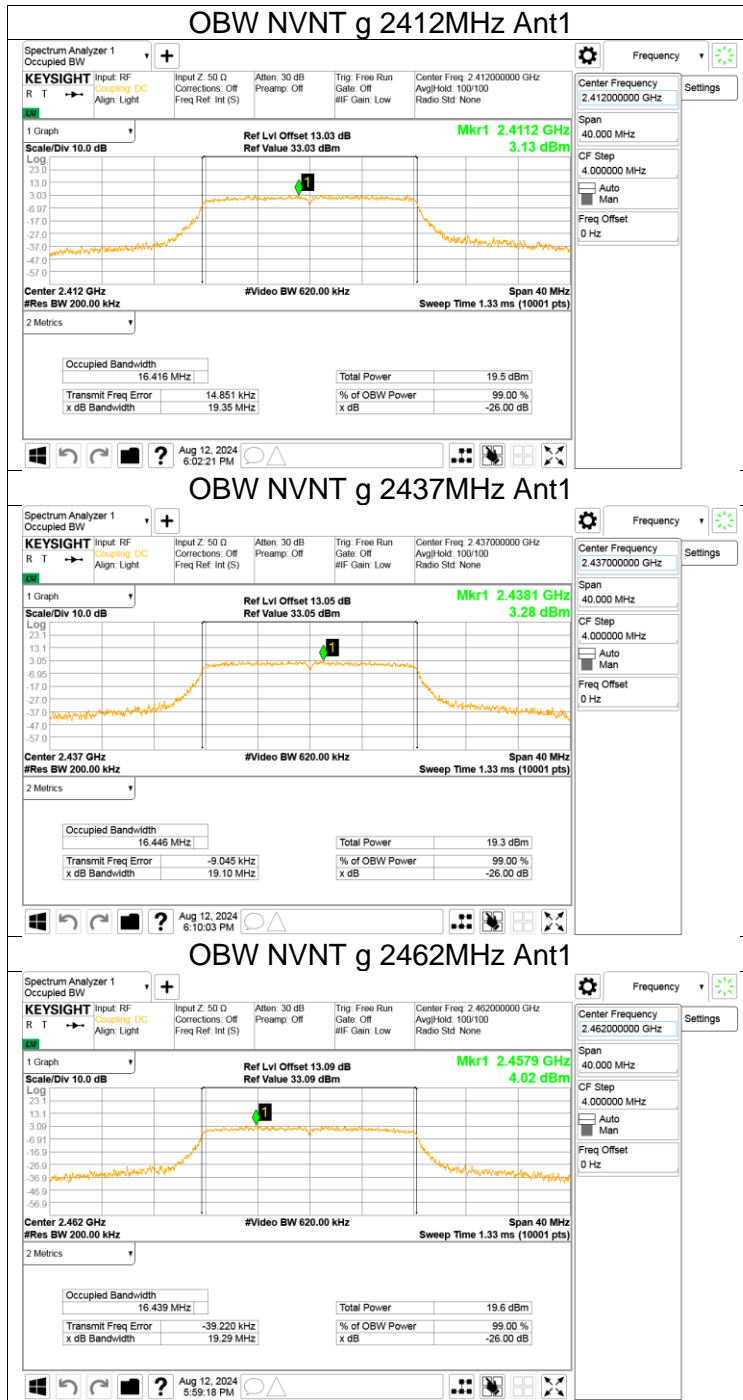 OBW NVNT g 2412MHz Ant1
Spectrum Analyzer 1
Occupied BW
Frequency
KEYSIGHT Input: RF Input Z: 50 Ω Atten: 30 dB Trig: Free Run Center Freq: 2.412000000 GHz
R T Coupling: DC Corrections: Off Preamp: Off Gate: Off Avg|Hold: 100/100
Align: Light Freq Ref: Int (S) #IF Gain: Low Radio Std: None
LNI
Center Frequency
2.412000000 GHz
Settings
Span
40.000 MHz
CF Step
4.000000 MHz
Auto
Man
Freq Offset
0 Hz
1 Graph Ref Lvl Offset 13.03 dB Mkr1 2.4112 GHz
Scale/Div 10.0 dB Ref Value 33.03 dBm 3.13 dBm
Log
23.0
13.0
3.03
-6.97
-17.0
-27.0
-37.0
-47.0
-57.0
1
Center 2.412 GHz #Video BW 620.00 kHz Span 40 MHz
#Res BW 200.00 kHz Sweep Time 1.33 ms (10001 pts)
2 Metrics
Occupied Bandwidth
16.416 MHz Total Power 19.5 dBm
Transmit Freq Error 14.851 kHz % of OBW Power 99.00 %
x dB Bandwidth 19.35 MHz x dB -26.00 dB
? Aug 12, 2024
6:02:21 PM
OBW NVNT g 2437MHz Ant1
Spectrum Analyzer 1
Occupied BW
Frequency
KEYSIGHT Input: RF Input Z: 50 Ω Atten: 30 dB Trig: Free Run Center Freq: 2.437000000 GHz
R T Coupling: DC Corrections: Off Preamp: Off Gate: Off Avg|Hold: 100/100
Align: Light Freq Ref: Int (S) #IF Gain: Low Radio Std: None
Center Frequency
2.437000000 GHz
Settings
Span
40.000 MHz
CF Step
4.000000 MHz
Auto
Man
Freq Offset
0 Hz
1 Graph Ref Lvl Offset 13.05 dB Mkr1 2.4381 GHz
Scale/Div 10.0 dB Ref Value 33.05 dBm 3.28 dBm
Log
23.1
13.1
3.05
-6.95
-17.0
-27.0
-37.0
-47.0
-57.0
1
Center 2.437 GHz #Video BW 620.00 kHz Span 40 MHz
#Res BW 200.00 kHz Sweep Time 1.33 ms (10001 pts)
2 Metrics
Occupied Bandwidth
16.446 MHz Total Power 19.3 dBm
Transmit Freq Error -9.045 kHz % of OBW Power 99.00 %
x dB Bandwidth 19.10 MHz x dB -26.00 dB
? Aug 12, 2024
6:10:03 PM
OBW NVNT g 2462MHz Ant1
Spectrum Analyzer 1
Occupied BW
Frequency
KEYSIGHT Input: RF Input Z: 50 Ω Atten: 30 dB Trig: Free Run Center Freq: 2.462000000 GHz
R T Coupling: DC Corrections: Off Preamp: Off Gate: Off Avg|Hold: 100/100
Align: Light Freq Ref: Int (S) #IF Gain: Low Radio Std: None
Center Frequency
2.462000000 GHz
Settings
Span
40.000 MHz
CF Step
4.000000 MHz
Auto
Man
Freq Offset
0 Hz
1 Graph Ref Lvl Offset 13.09 dB Mkr1 2.4579 GHz
Scale/Div 10.0 dB Ref Value 33.09 dBm 4.02 dBm
Log
23.1
13.1
3.09
-6.91
-16.9
-26.9
-36.9
-46.9
-56.9
1
Center 2.462 GHz #Video BW 620.00 kHz Span 40 MHz
#Res BW 200.00 kHz Sweep Time 1.33 ms (10001 pts)
2 Metrics
Occupied Bandwidth
16.439 MHz Total Power 19.6 dBm
Transmit Freq Error -39.220 kHz % of OBW Power 99.00 %
x dB Bandwidth 19.29 MHz x dB -26.00 dB
? Aug 12, 2024
5:59:18 PM